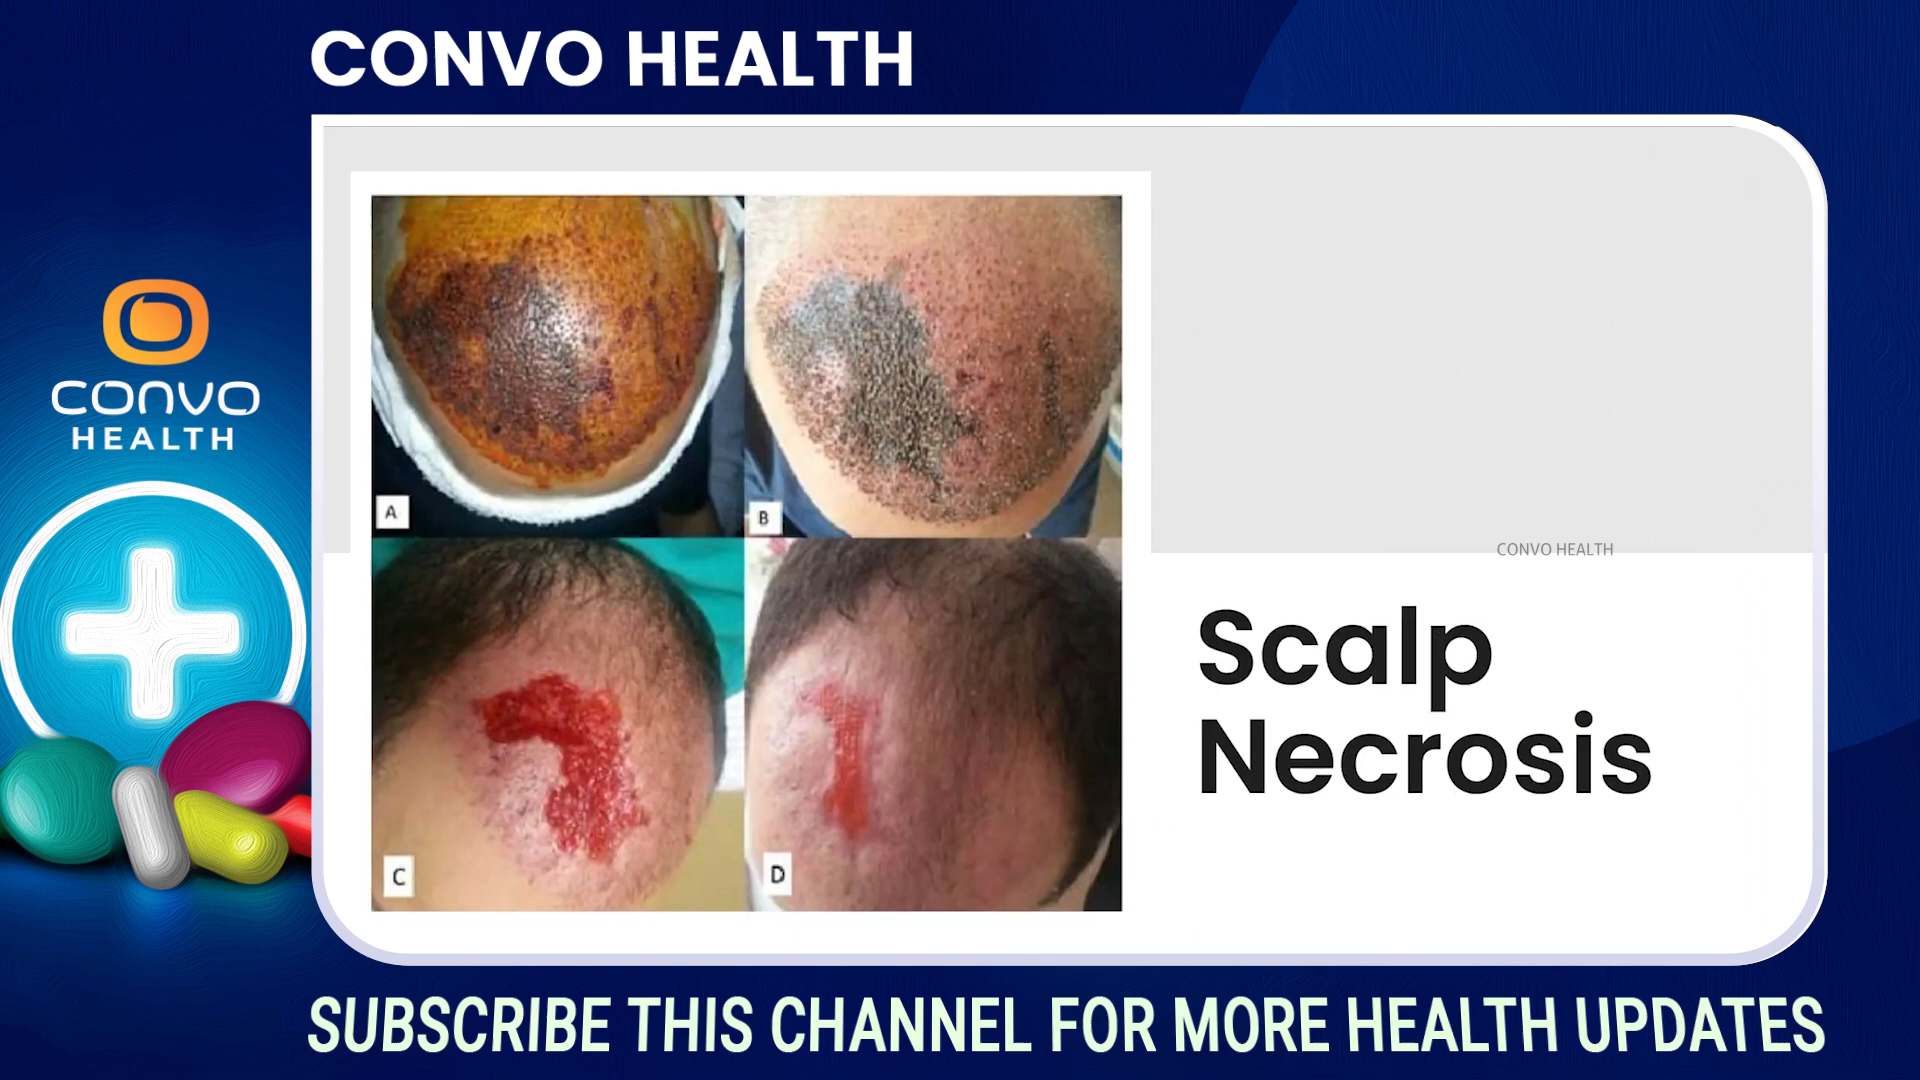 CONVO HEALTH
CONVO
HEALTH
A
B
C
D
CONVO HEALTH
Scalp
Necrosis
SUBSCRIBE THIS CHANNEL FOR MORE HEALTH UPDATES